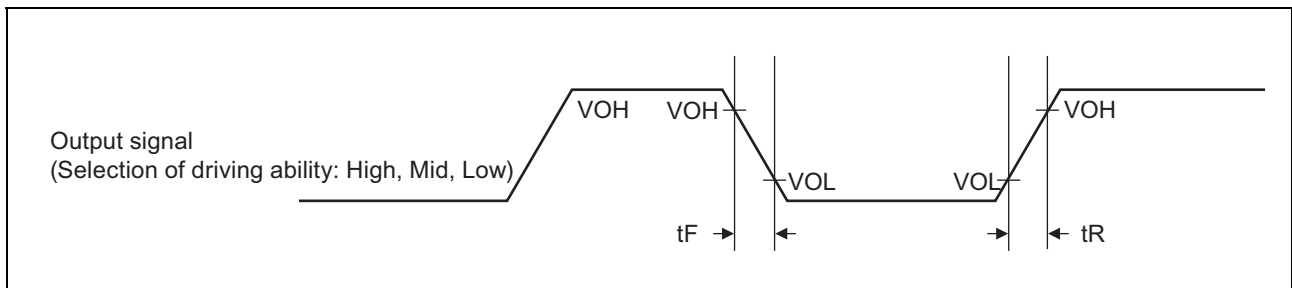 VOH
VOH
VOH
Output signal
(Selection of driving ability: High, Mid, Low)
VOL
VOL
tF
tR